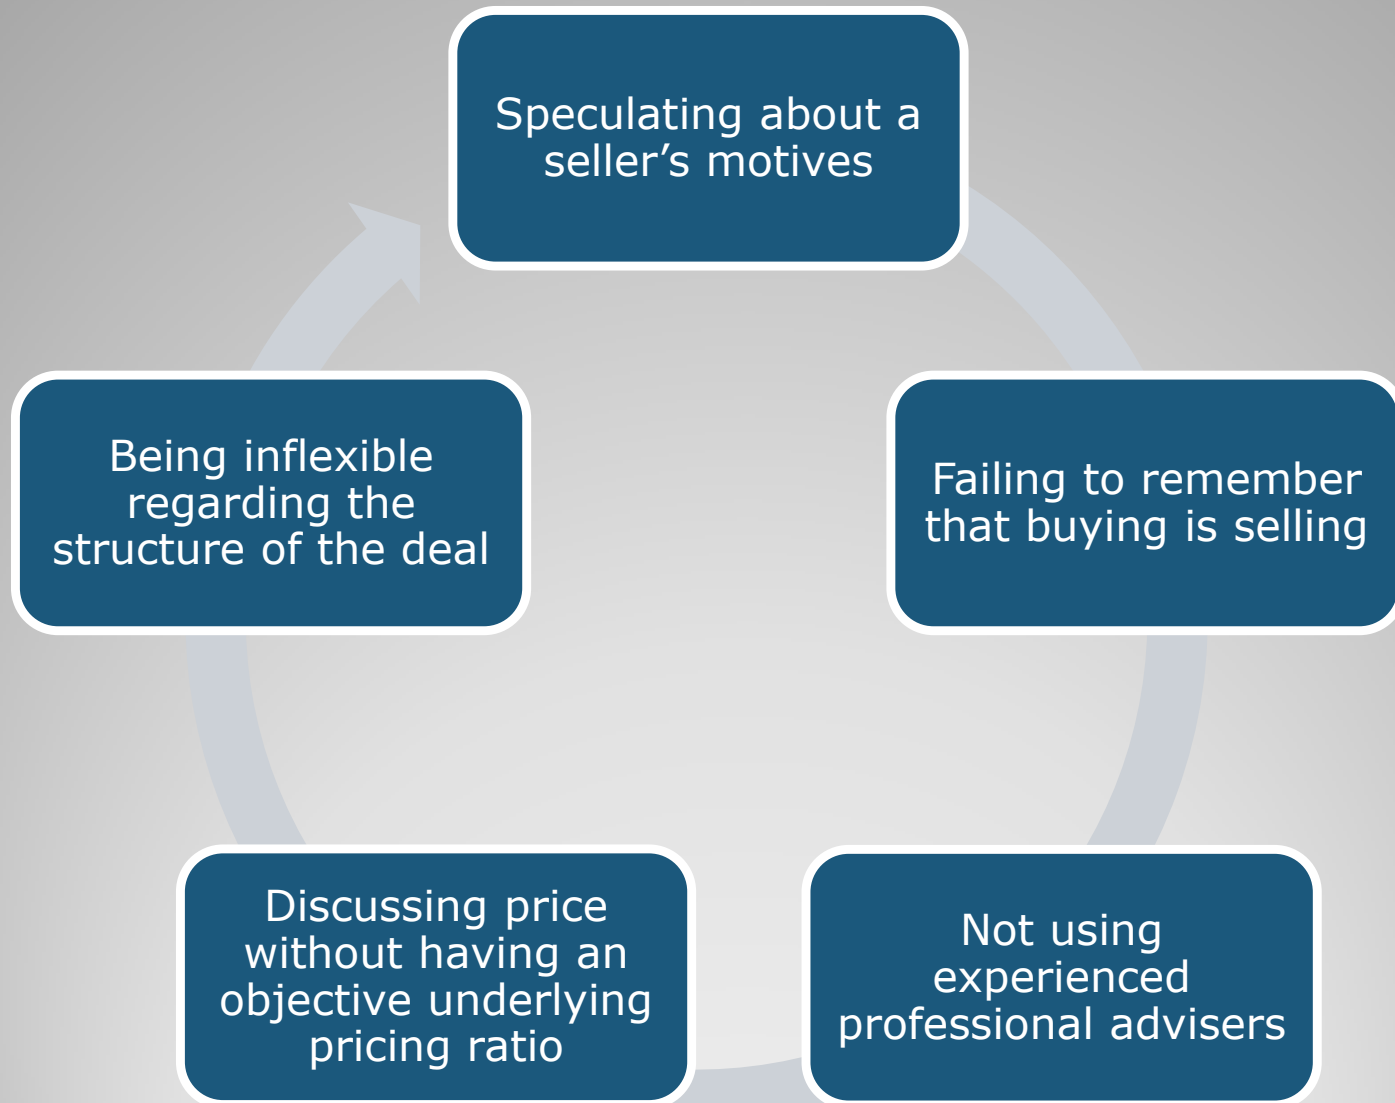 Speculating about a
seller’s motives
Failing to remember
that buying is selling
Not using
experienced
professional advisers
Discussing price
without having an
objective underlying
pricing ratio
Being inflexible
regarding the
structure of the deal